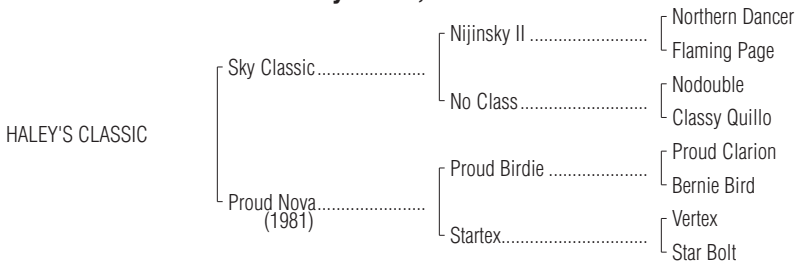 Northern Dancer
Nijinsky II ..........................
Flaming Page
Sky Classic.......................
Nodouble
No Class...........................
Classy Quillo
HALEY'S CLASSIC
Proud Clarion
Proud Birdie .....................
Bernie Bird
Proud Nova.......................
(1981)
Vertex
Startex...............................
Star Bolt